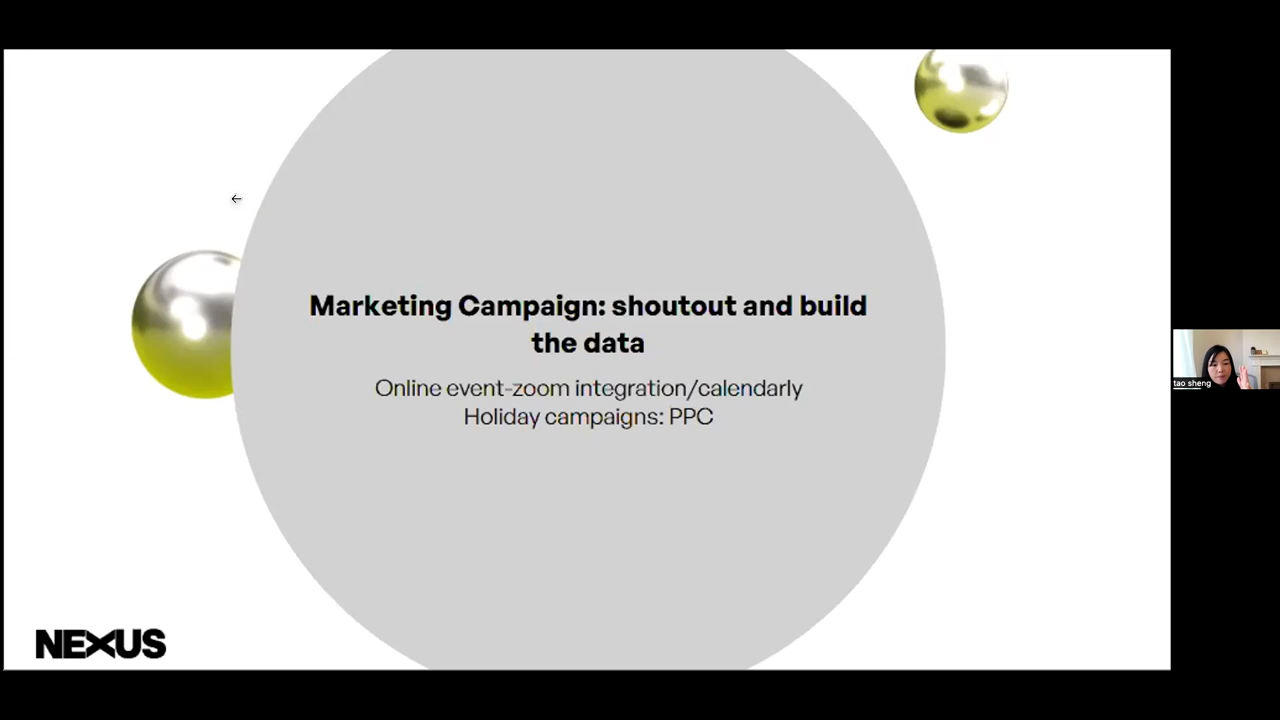 Marketing Campaign: shoutout and build
the data
Online event-zoom integration/calendarly
Holiday campaigns: PPC
tao sheng
NEXUS